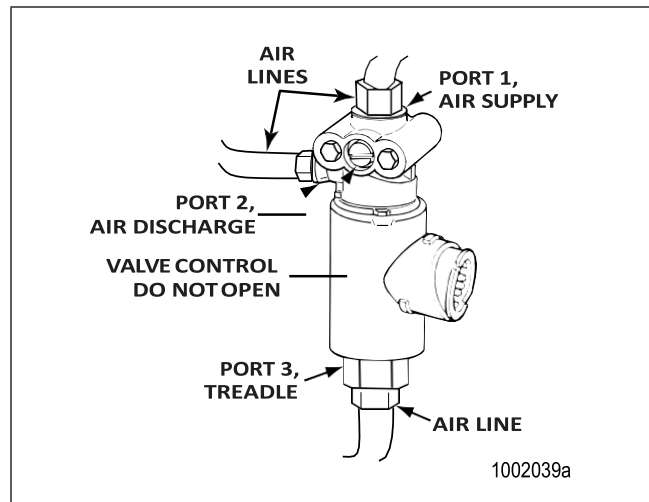 AIR
LINES
PORT 1,
AIR SUPPLY
PORT 2,
AIR DISCHARGE
VALVE CONTROL
DO NOT OPEN
PORT 3,
TREADLE
AIR LINE
1002039a